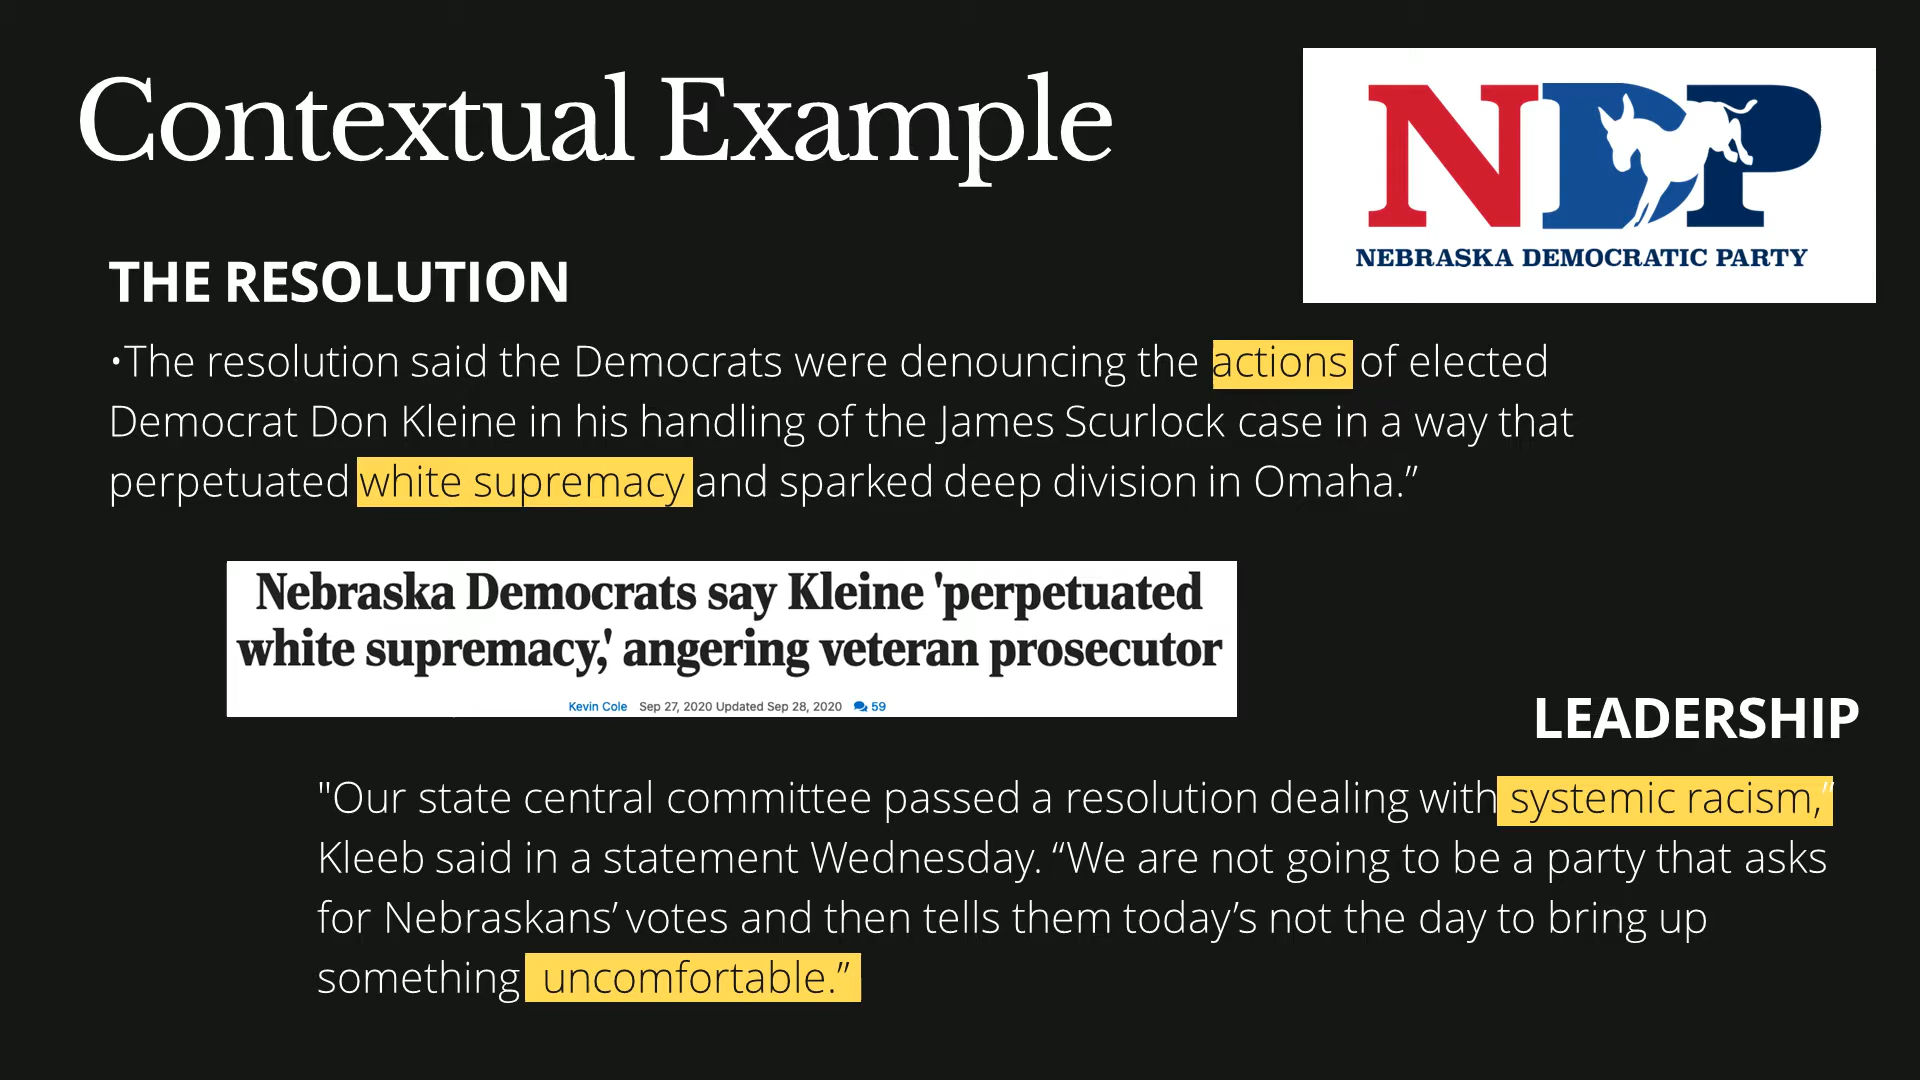 Contextual Example
NDP
NEBRASKA DEMOCRATIC PARTY
THE RESOLUTION
•The resolution said the Democrats were denouncing the actions of elected
Democrat Don Kleine in his handling of the James Scurlock case in a way that
perpetuated white supremacy and sparked deep division in Omaha.”
Nebraska Democrats say Kleine 'perpetuated
white supremacy,' angering veteran prosecutor
Kevin Cole Sep 27, 2020 Updated Sep 28, 2020 59
LEADERSHIP
"Our state central committee passed a resolution dealing with systemic racism,”
Kleeb said in a statement Wednesday. “We are not going to be a party that asks
for Nebraskans’ votes and then tells them today’s not the day to bring up
something uncomfortable.”